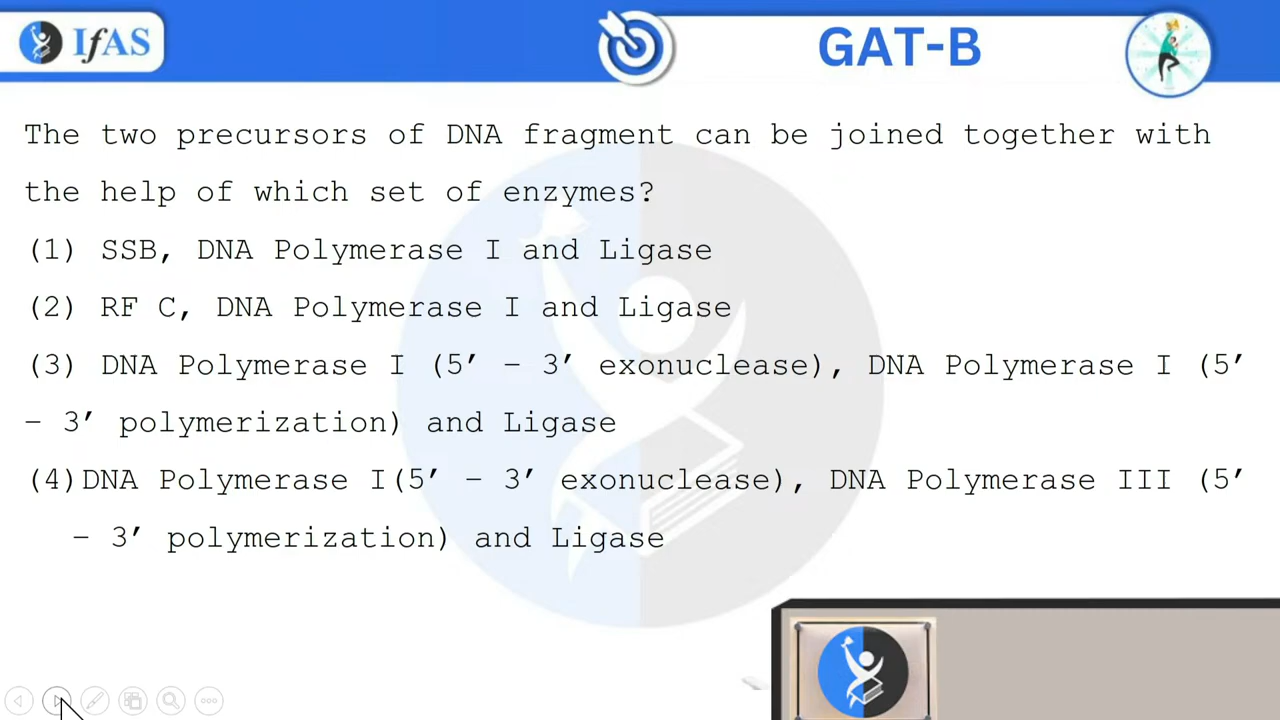 IfAS
GAT-B
The two precursors of DNA fragment can be joined together with
the help of which set of enzymes?
(1) SSB, DNA Polymerase I and Ligase
(2) RF C, DNA Polymerase I and Ligase
(3) DNA Polymerase I (5’ – 3’ exonuclease), DNA Polymerase I (5’
– 3’ polymerization) and Ligase
(4)DNA Polymerase I(5’ – 3’ exonuclease), DNA Polymerase III (5’
– 3’ polymerization) and Ligase